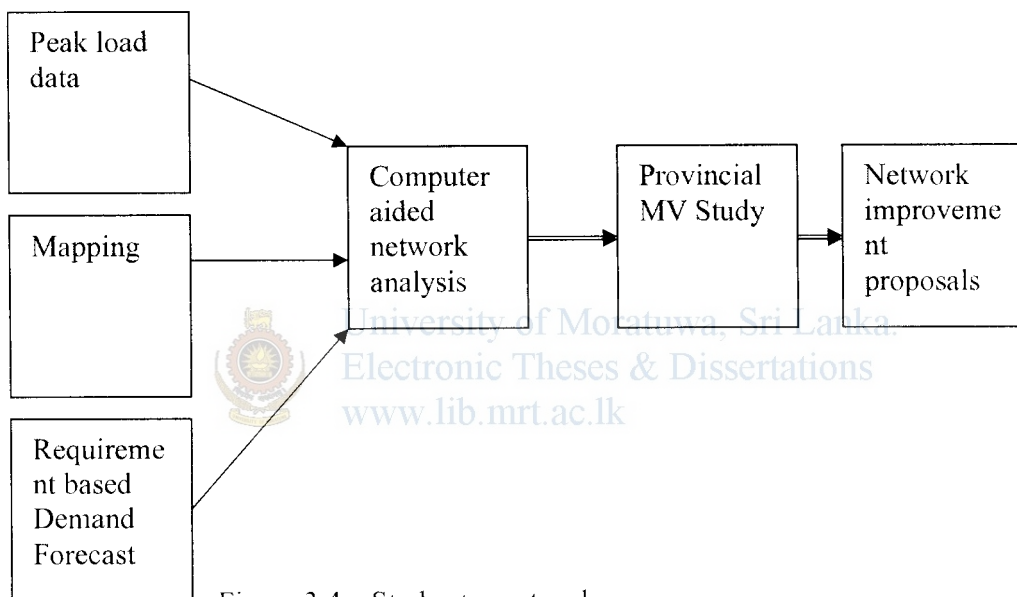 Peak load
data
Mapping
Requireme
nt based
Demand
Forecast
Computer
aided
network
analysis
Provincial
MV Study
Network
improveme
nt
proposals
University of Moratuwa, Sri Lanka.
Electronic Theses & Dissertations
www.lib.mrt.ac.lk